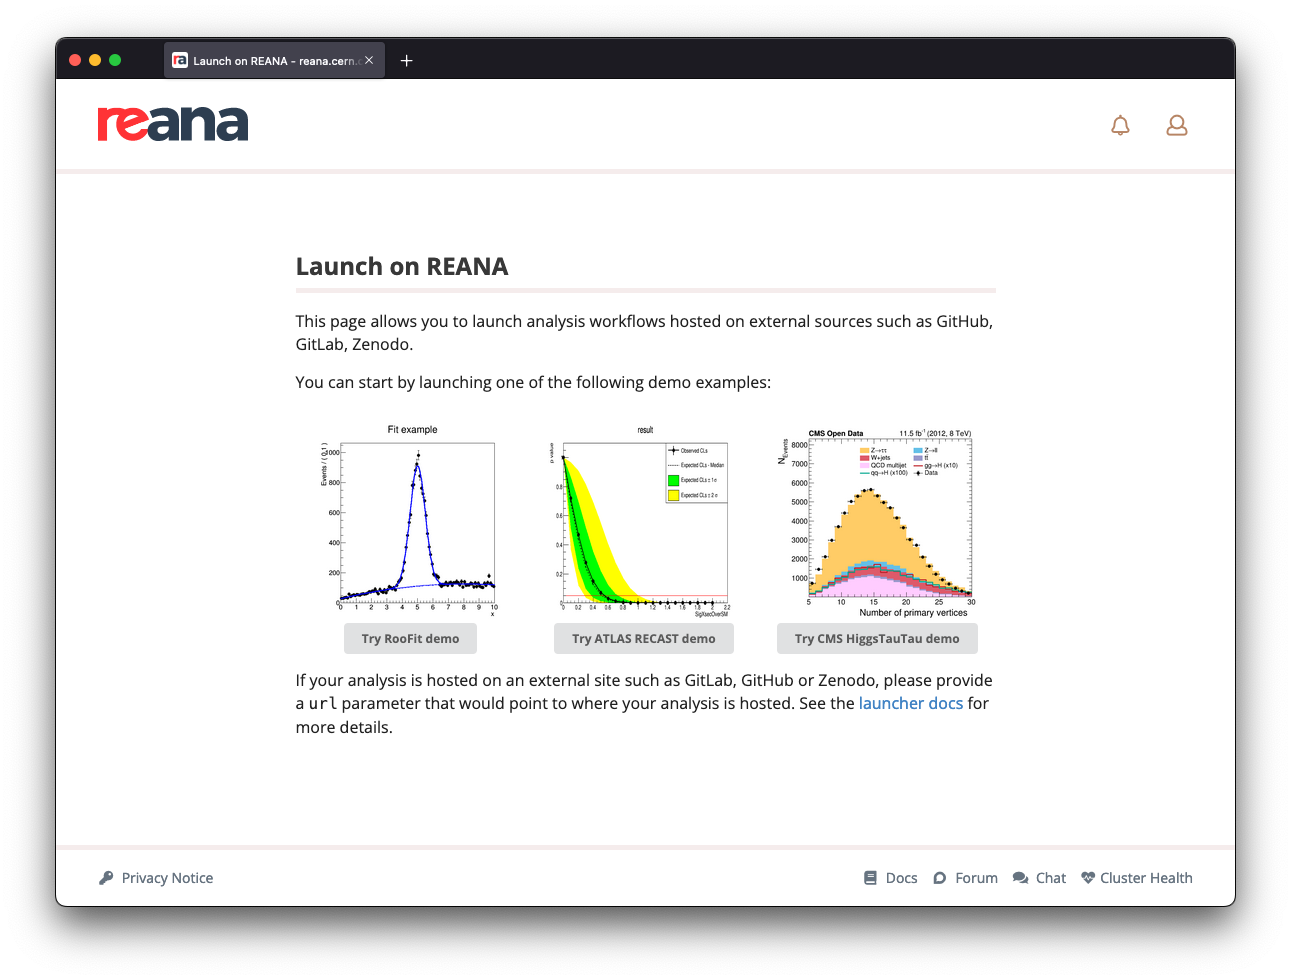 Launch on REANA - reana.cern.c
reana
Launch on REANA
This page allows you to launch analysis workflows hosted on external sources such as GitHub,
GitLab, Zenodo.
You can start by launching one of the following demo examples:
Fit example
Events / ( 0.1 )
1000
800
600
400
200
0 1 2 3 4 5 6 7 8 9 10
x
result
p-value
Observed CLs
Expected CLs - Median
Expected CLs ± 1 σ
Expected CLs ± 2 σ
0.8
0.6
0.4
0.2
0 0.2 0.4 0.6 0.8 1 1.2 1.4 1.6 1.8 2 2.2
SigXsecOverSM
CMS Open Data 11.5 fb⁻¹ (2012, 8 TeV)
N_Events
Z→ττ Z→ll
W+jets tt̄
QCD multijet gg→H (x10)
qq→H (x100) Data
8000
7000
6000
5000
4000
3000
2000
1000
5 10 15 20 25 30
Number of primary vertices
Try RooFit demo
Try ATLAS RECAST demo
Try CMS HiggsTauTau demo
If your analysis is hosted on an external site such as GitLab, GitHub or Zenodo, please provide
a url parameter that would point to where your analysis is hosted. See the launcher docs for
more details.
Privacy Notice
Docs Forum Chat Cluster Health